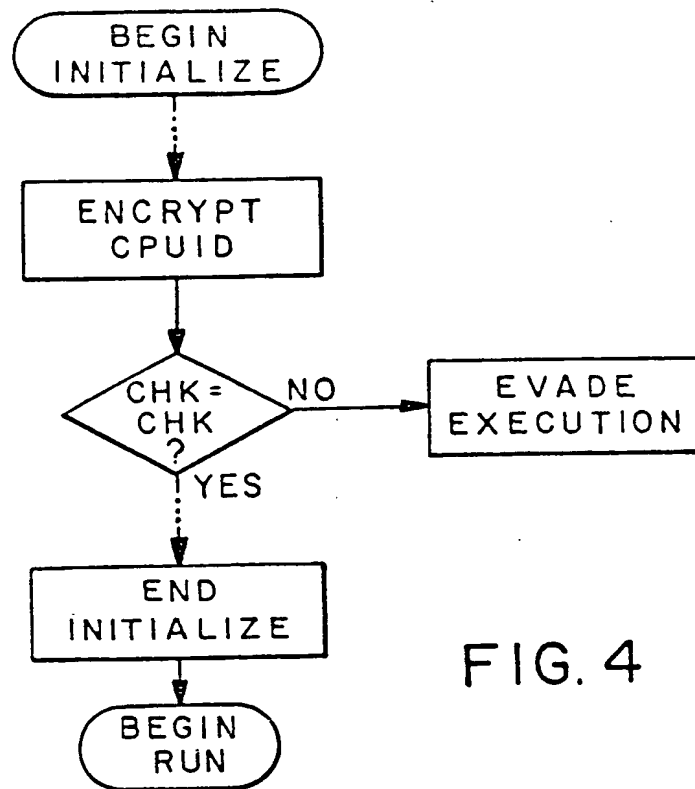 BEGIN
INITIALIZE
ENCRYPT
CPUID
CHK =
CHK
?
NO
YES
EVADE
EXECUTION
END
INITIALIZE
BEGIN
RUN
FIG. 4